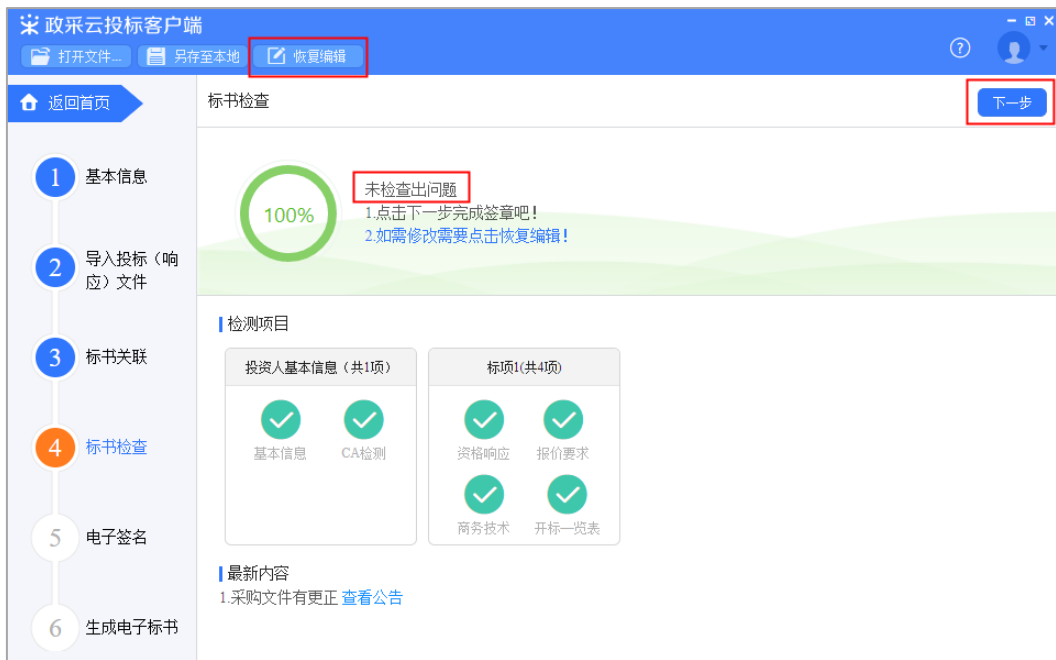 政采云投标客户端
打开文件... 另存至本地 恢复编辑
?
返回首页
标书检查
下一步
1 基本信息
2 导入投标（响
应）文件
3 标书关联
4 标书检查
5 电子签名
6 生成电子标书
100%
未检查出问题
1.点击下一步完成签章吧！
2.如需修改需要点击恢复编辑！
检测项目
投资人基本信息（共1项）
基本信息 CA检测
标项1(共4项)
资格响应 报价要求
商务技术 开标一览表
最新内容
1.采购文件有更正 查看公告